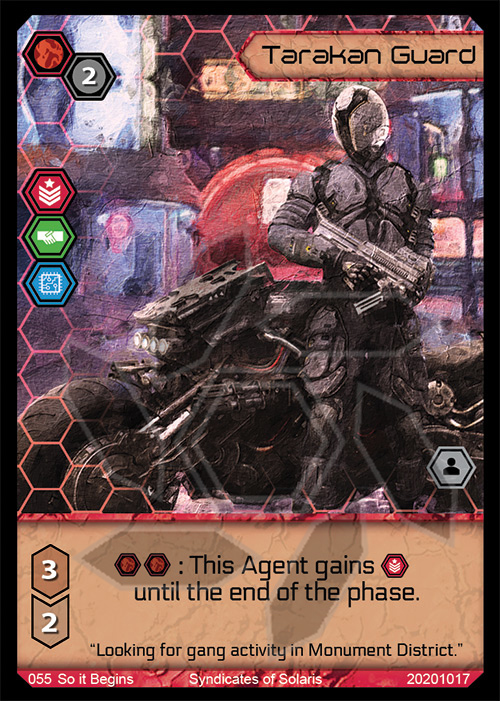 Tarakan Guard
2
3
: This Agent gains
until the end of the phase.
2
“Looking for gang activity in Monument District.”
055 So it Begins Syndicates of Solaris 20201017